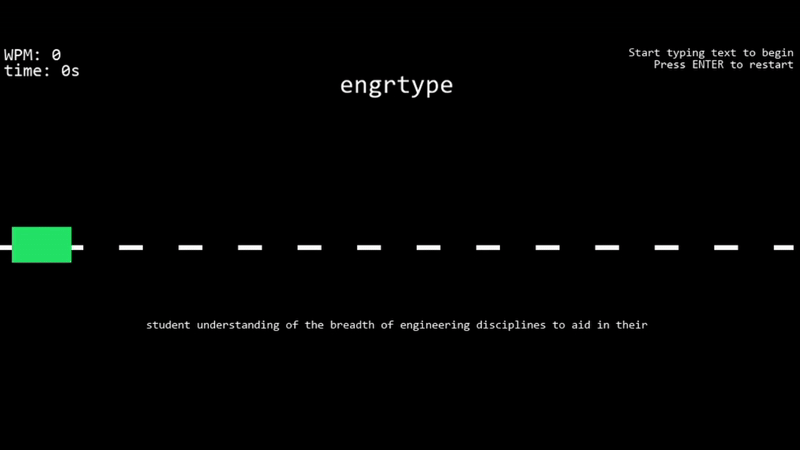 WPM: 0
time: 0s
Start typing text to begin
Press ENTER to restart
engrtype
student understanding of the breadth of engineering disciplines to aid in their